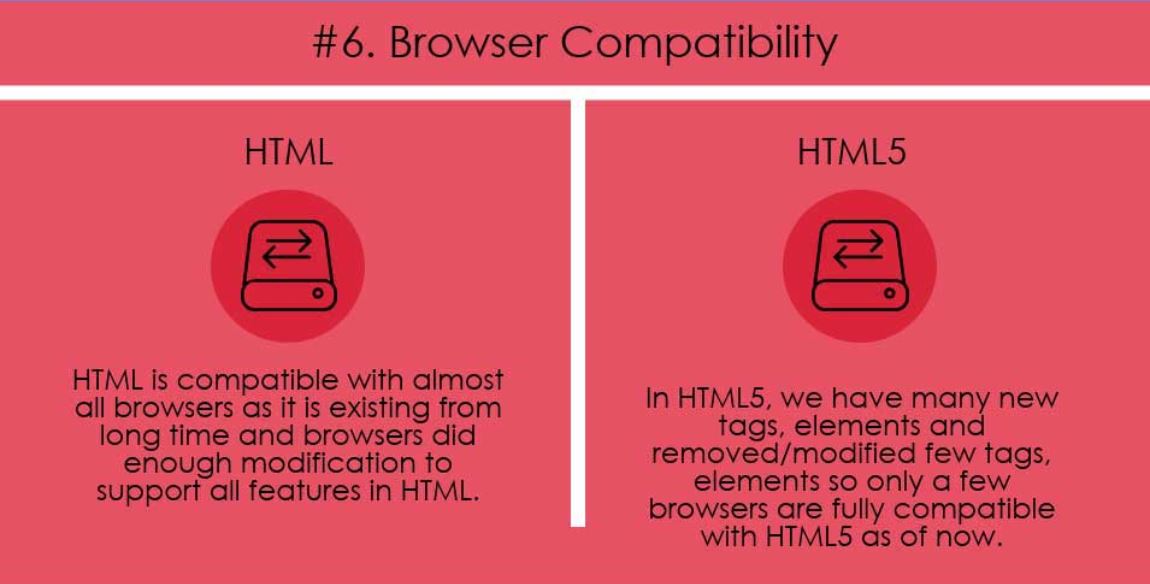 #6. Browser Compatibility
HTML
HTML is compatible with almost
all browsers as it is existing from
long time and browsers did
enough modification to
support all features in HTML.
HTML5
In HTML5, we have many new
tags, elements and
removed/modified few tags,
elements so only a few
browsers are fully compatible
with HTML5 as of now.